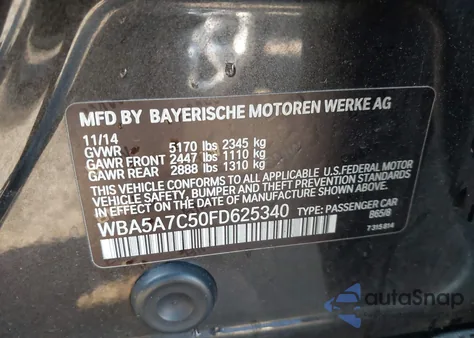 MFD BY BAYERISCHE MOTOREN WERKE AG
11/14
GVWR 5170 lbs 2345 kg
GAWR FRONT 2447 lbs 1110 kg
GAWR REAR 2888 lbs 1310 kg
THIS VEHICLE CONFORMS TO ALL APPLICABLE U.S.FEDERAL MOTOR
VEHICLE SAFETY, BUMPER AND THEFT PREVENTION STANDARDS IN
EFFECT ON THE DATE OF MANUFACTURE SHOWN ABOVE.
WBA5A7C50FD625340 TYPE: PASSENGER CAR
B65/8
7315814
autoSnap